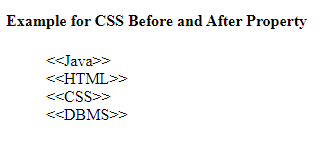 Example for CSS Before and After Property
<<Java>>
<<HTML>>
<<CSS>>
<<DBMS>>